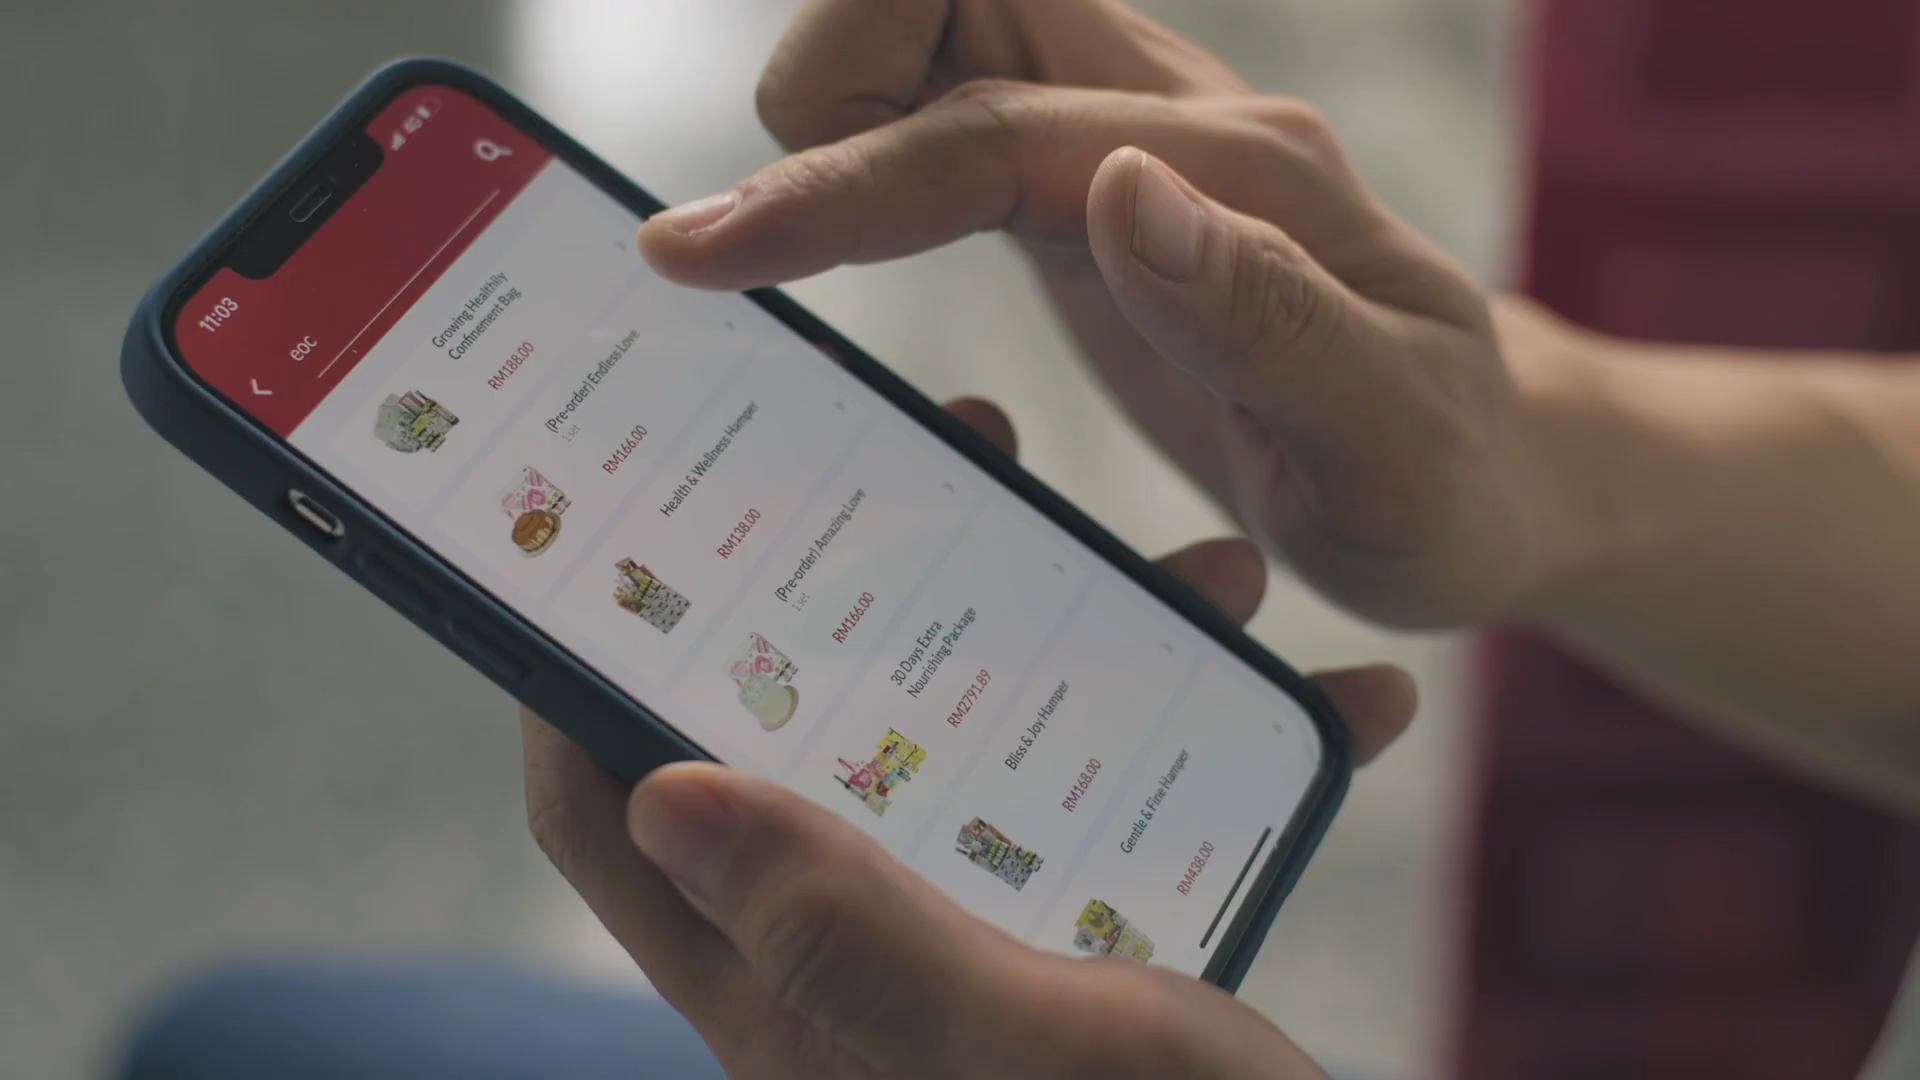 11:03
4G
eoc
Growing Healthily
Confinement Bag
RM188.00
(Pre-order) Endless Love
1 set
RM166.00
Health & Wellness Hamper
RM138.00
(Pre-order) Amazing Love
1 set
RM166.00
30 Days Extra
Nourishing Package
RM2791.89
Bliss & Joy Hamper
RM168.00
Gentle & Fine Hamper
RM438.00